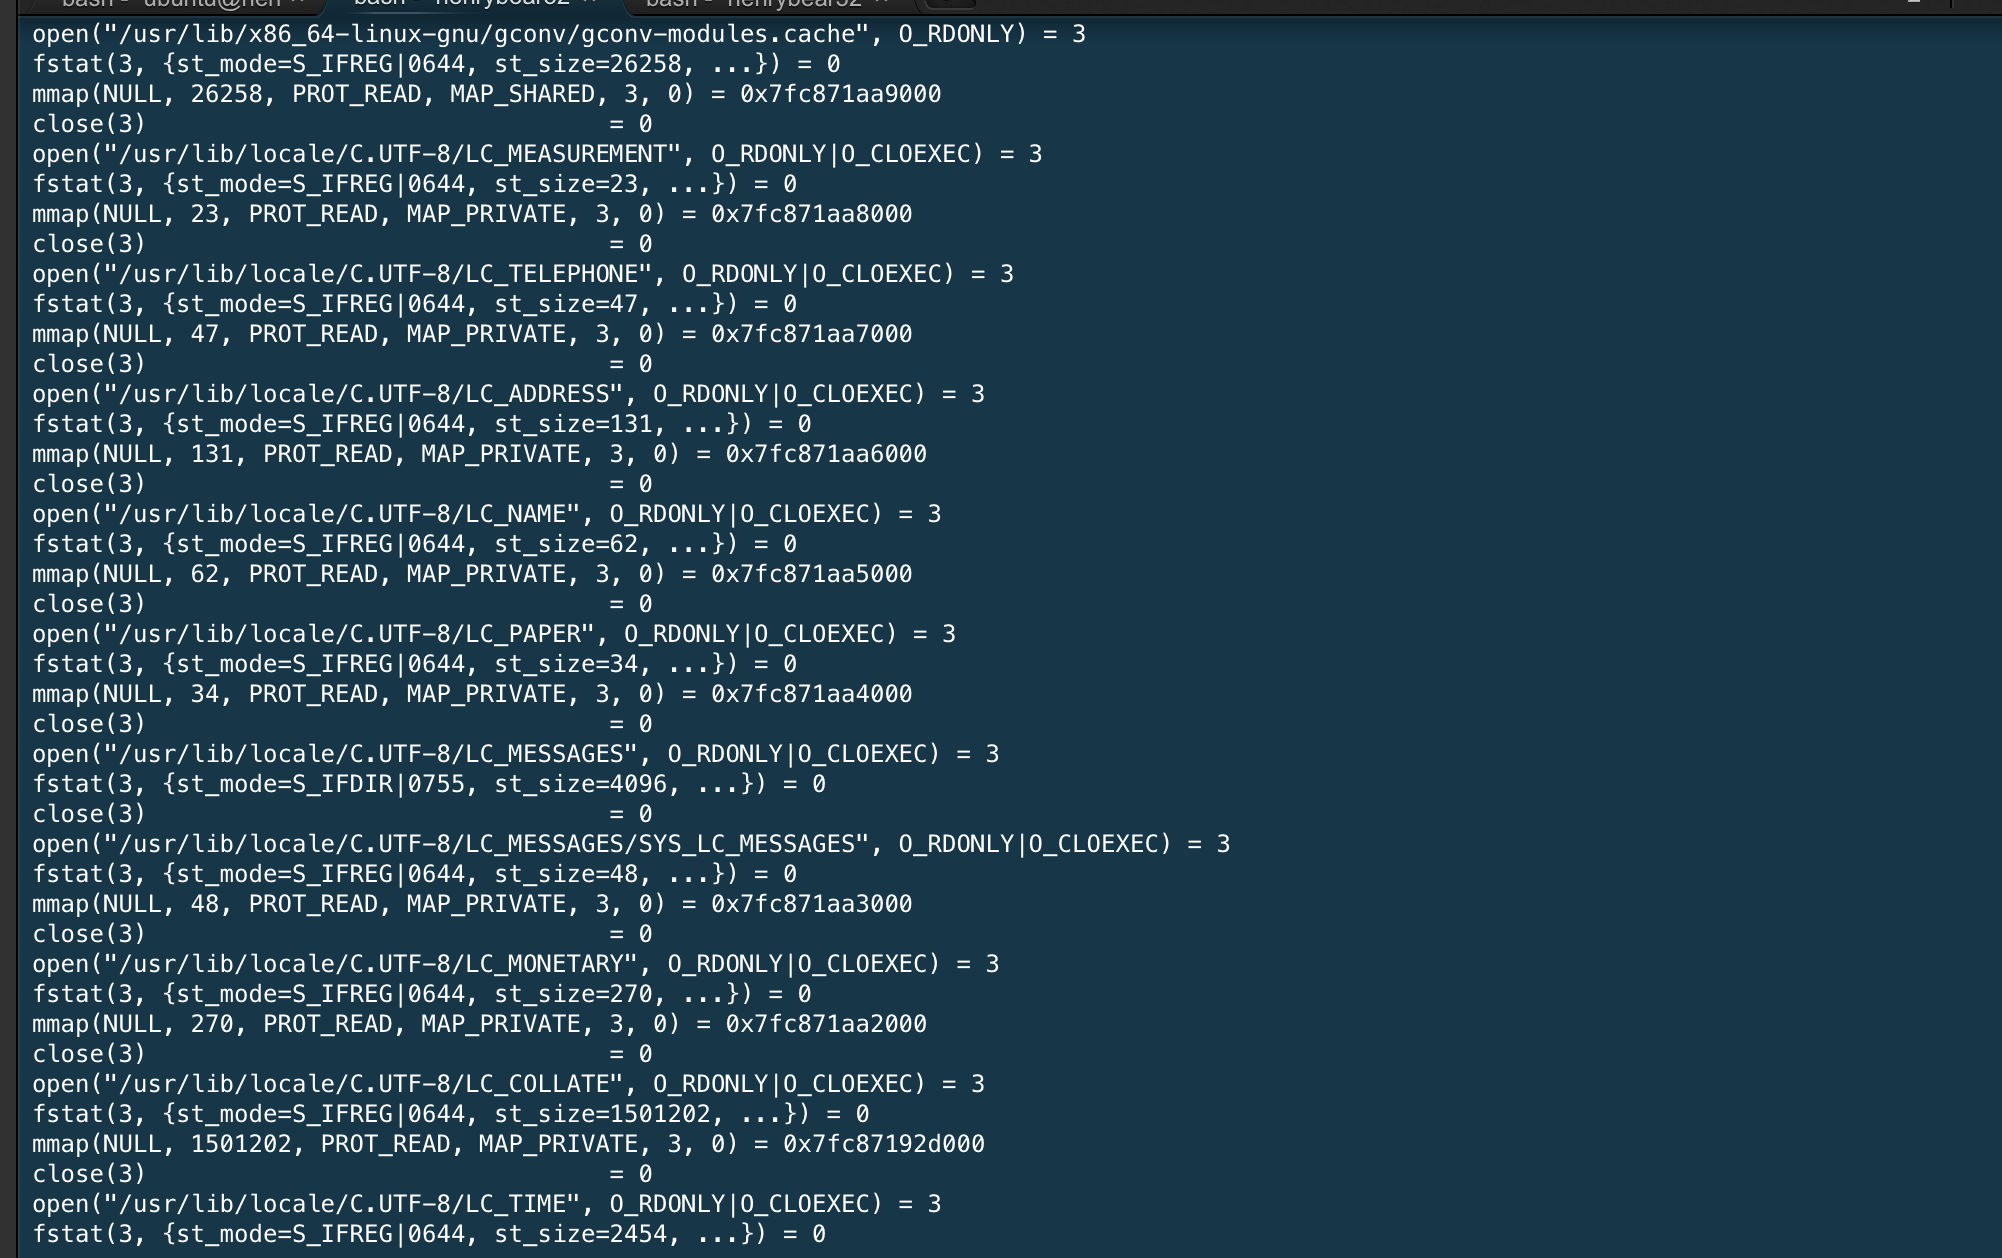 open("/usr/lib/x86_64-linux-gnu/gconv/gconv-modules.cache", O_RDONLY) = 3
fstat(3, {st_mode=S_IFREG|0644, st_size=26258, ...}) = 0
mmap(NULL, 26258, PROT_READ, MAP_SHARED, 3, 0) = 0x7fc871aa9000
close(3)                                = 0
open("/usr/lib/locale/C.UTF-8/LC_MEASUREMENT", O_RDONLY|O_CLOEXEC) = 3
fstat(3, {st_mode=S_IFREG|0644, st_size=23, ...}) = 0
mmap(NULL, 23, PROT_READ, MAP_PRIVATE, 3, 0) = 0x7fc871aa8000
close(3)                                = 0
open("/usr/lib/locale/C.UTF-8/LC_TELEPHONE", O_RDONLY|O_CLOEXEC) = 3
fstat(3, {st_mode=S_IFREG|0644, st_size=47, ...}) = 0
mmap(NULL, 47, PROT_READ, MAP_PRIVATE, 3, 0) = 0x7fc871aa7000
close(3)                                = 0
open("/usr/lib/locale/C.UTF-8/LC_ADDRESS", O_RDONLY|O_CLOEXEC) = 3
fstat(3, {st_mode=S_IFREG|0644, st_size=131, ...}) = 0
mmap(NULL, 131, PROT_READ, MAP_PRIVATE, 3, 0) = 0x7fc871aa6000
close(3)                                = 0
open("/usr/lib/locale/C.UTF-8/LC_NAME", O_RDONLY|O_CLOEXEC) = 3
fstat(3, {st_mode=S_IFREG|0644, st_size=62, ...}) = 0
mmap(NULL, 62, PROT_READ, MAP_PRIVATE, 3, 0) = 0x7fc871aa5000
close(3)                                = 0
open("/usr/lib/locale/C.UTF-8/LC_PAPER", O_RDONLY|O_CLOEXEC) = 3
fstat(3, {st_mode=S_IFREG|0644, st_size=34, ...}) = 0
mmap(NULL, 34, PROT_READ, MAP_PRIVATE, 3, 0) = 0x7fc871aa4000
close(3)                                = 0
open("/usr/lib/locale/C.UTF-8/LC_MESSAGES", O_RDONLY|O_CLOEXEC) = 3
fstat(3, {st_mode=S_IFDIR|0755, st_size=4096, ...}) = 0
close(3)                                = 0
open("/usr/lib/locale/C.UTF-8/LC_MESSAGES/SYS_LC_MESSAGES", O_RDONLY|O_CLOEXEC) = 3
fstat(3, {st_mode=S_IFREG|0644, st_size=48, ...}) = 0
mmap(NULL, 48, PROT_READ, MAP_PRIVATE, 3, 0) = 0x7fc871aa3000
close(3)                                = 0
open("/usr/lib/locale/C.UTF-8/LC_MONETARY", O_RDONLY|O_CLOEXEC) = 3
fstat(3, {st_mode=S_IFREG|0644, st_size=270, ...}) = 0
mmap(NULL, 270, PROT_READ, MAP_PRIVATE, 3, 0) = 0x7fc871aa2000
close(3)                                = 0
open("/usr/lib/locale/C.UTF-8/LC_COLLATE", O_RDONLY|O_CLOEXEC) = 3
fstat(3, {st_mode=S_IFREG|0644, st_size=1501202, ...}) = 0
mmap(NULL, 1501202, PROT_READ, MAP_PRIVATE, 3, 0) = 0x7fc87192d000
close(3)                                = 0
open("/usr/lib/locale/C.UTF-8/LC_TIME", O_RDONLY|O_CLOEXEC) = 3
fstat(3, {st_mode=S_IFREG|0644, st_size=2454, ...}) = 0